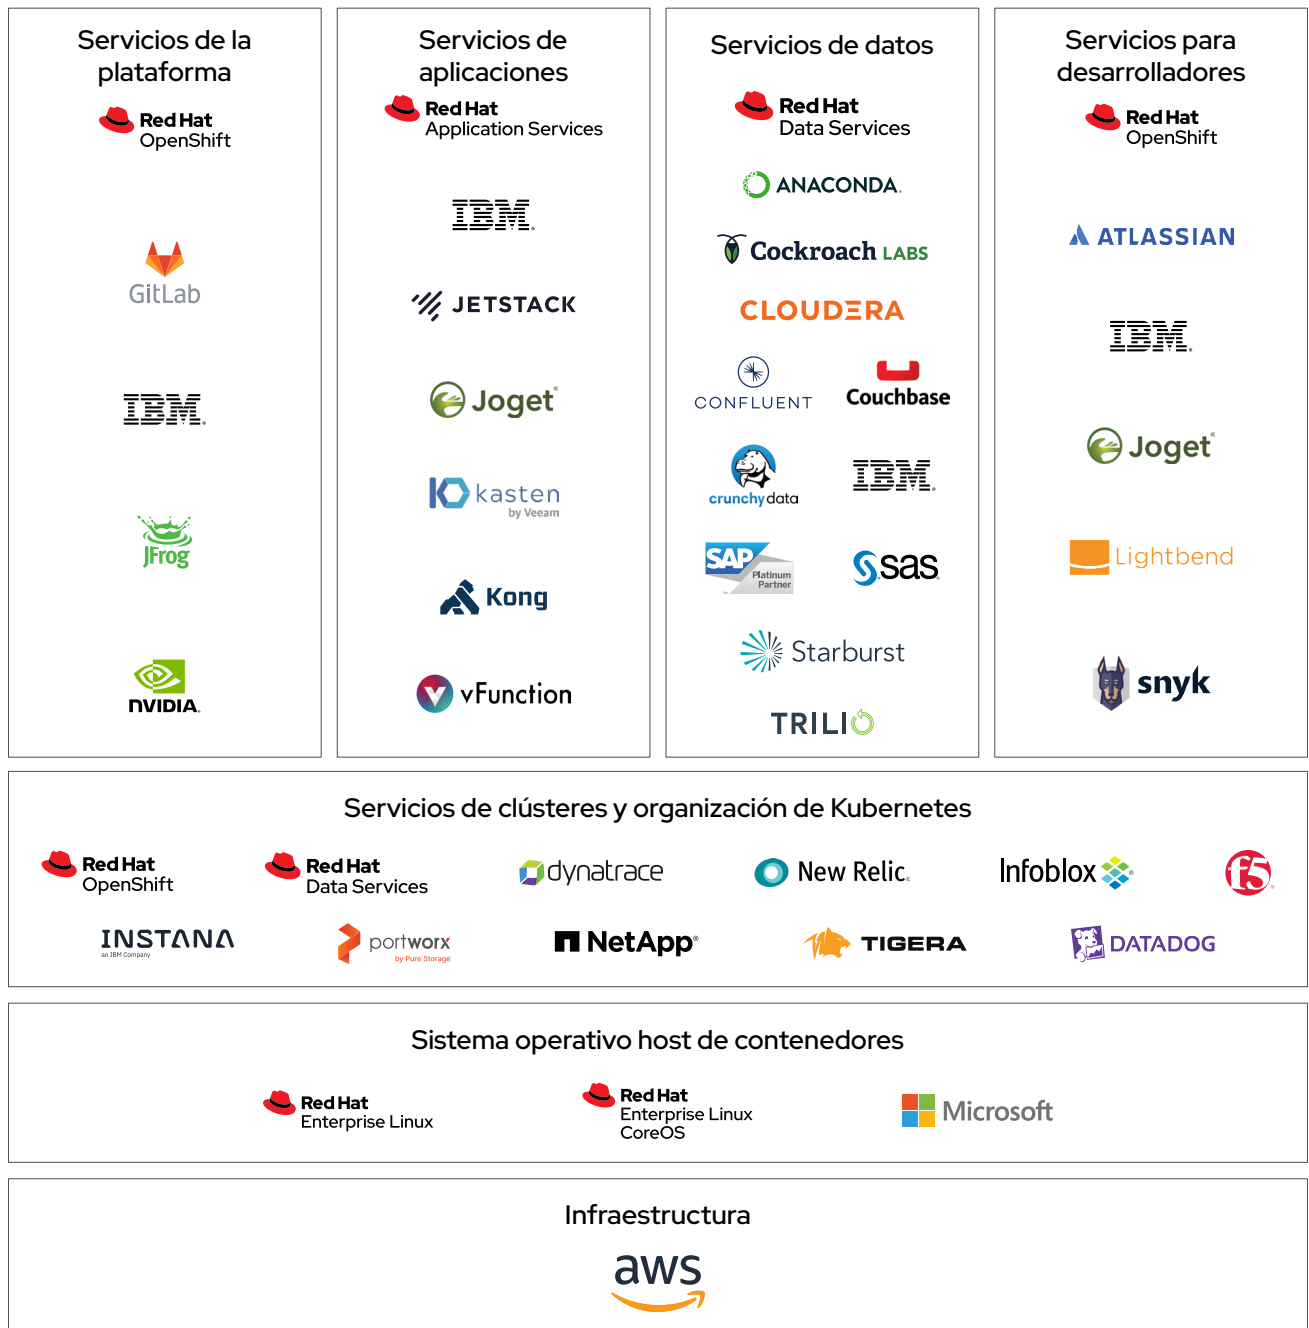 Servicios de la
plataforma
Red Hat
OpenShift
GitLab
IBM®
JFrog
NVIDIA®
Servicios de
aplicaciones
Red Hat
Application Services
IBM®
JETSTACK
Joget®
kasten
by Veeam
Kong
vFunction
Servicios de datos
Red Hat
Data Services
ANACONDA.
Cockroach LABS
CLOUDERA
CONFLUENT
Couchbase
crunchydata
IBM®
SAP
Platinum
Partner
sas
Starburst
TRILIO
Servicios para
desarrolladores
Red Hat
OpenShift
ATLASSIAN
IBM®
Joget®
Lightbend
snyk
Servicios de clústeres y organización de Kubernetes
Red Hat
OpenShift
Red Hat
Data Services
dynatrace
New Relic®
Infoblox®
f5®
INSTANA
an IBM Company
portworx
by Pure Storage
NetApp®
TIGERA
DATADOG
Sistema operativo host de contenedores
Red Hat
Enterprise Linux
Red Hat
Enterprise Linux
CoreOS
Microsoft
Infraestructura
aws